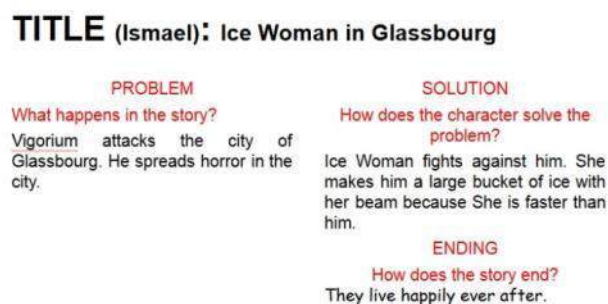 TITLE (Ismael): Ice Woman in Glassbourg
PROBLEM
What happens in the story?
Vigorium attacks the city of
Glassbourg. He spreads horror in the
city.
SOLUTION
How does the character solve the
problem?
Ice Woman fights against him. She
makes him a large bucket of ice with
her beam because She is faster than
him.
ENDING
How does the story end?
They live happily ever after.